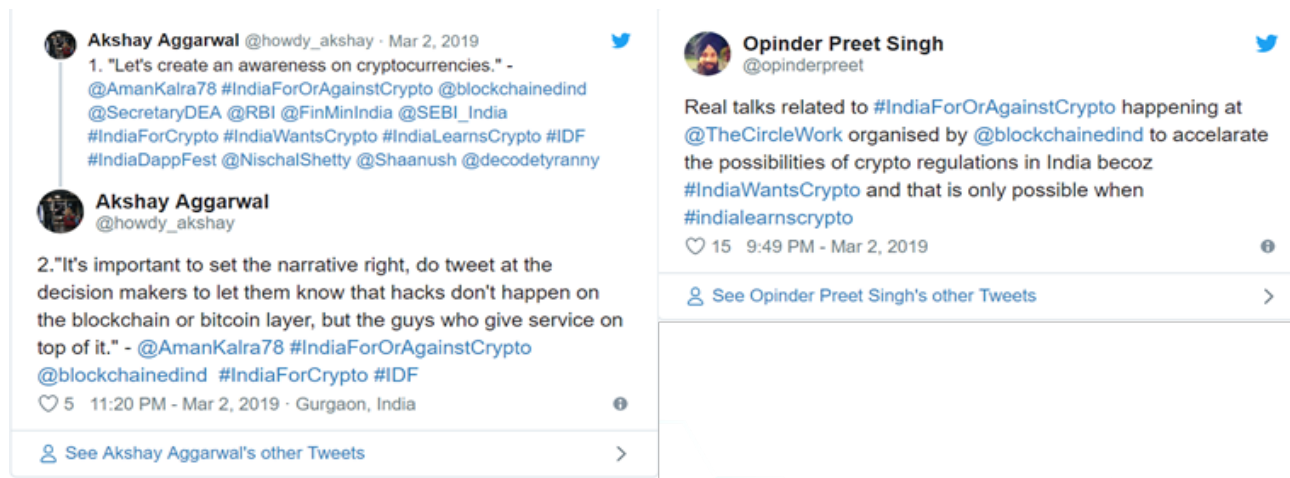 Akshay Aggarwal @howdy_akshay · Mar 2, 2019
1. "Let's create an awareness on cryptocurrencies." -
@AmanKalra78 #IndiaForOrAgainstCrypto @blockchainedind
@SecretaryDEA @RBI @FinMinIndia @SEBI_India
#IndiaForCrypto #IndiaWantsCrypto #IndiaLearnsCrypto #IDF
#IndiaDappFest @NischalShetty @Shaanush @decodetyranny
Akshay Aggarwal
@howdy_akshay
2."It's important to set the narrative right, do tweet at the
decision makers to let them know that hacks don't happen on
the blockchain or bitcoin layer, but the guys who give service on
top of it." - @AmanKalra78 #IndiaForOrAgainstCrypto
@blockchainedind #IndiaForCrypto #IDF
5 11:20 PM - Mar 2, 2019 · Gurgaon, India
See Akshay Aggarwal's other Tweets
Opinder Preet Singh
@opinderpreet
Real talks related to #IndiaForOrAgainstCrypto happening at
@TheCircleWork organised by @blockchainedind to accelarate
the possibilities of crypto regulations in India becoz
#IndiaWantsCrypto and that is only possible when
#indialearnscrypto
15 9:49 PM - Mar 2, 2019
See Opinder Preet Singh's other Tweets